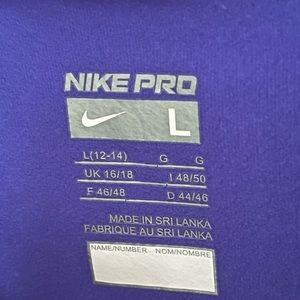 NIKE PRO
L
L(12-14) G G
UK 16/18 I 48/50
F 46/48 D 44/46
MADE IN SRI LANKA
FABRIQUE AU SRI LANKA
NAME/NUMBER NOM/NOMBRE